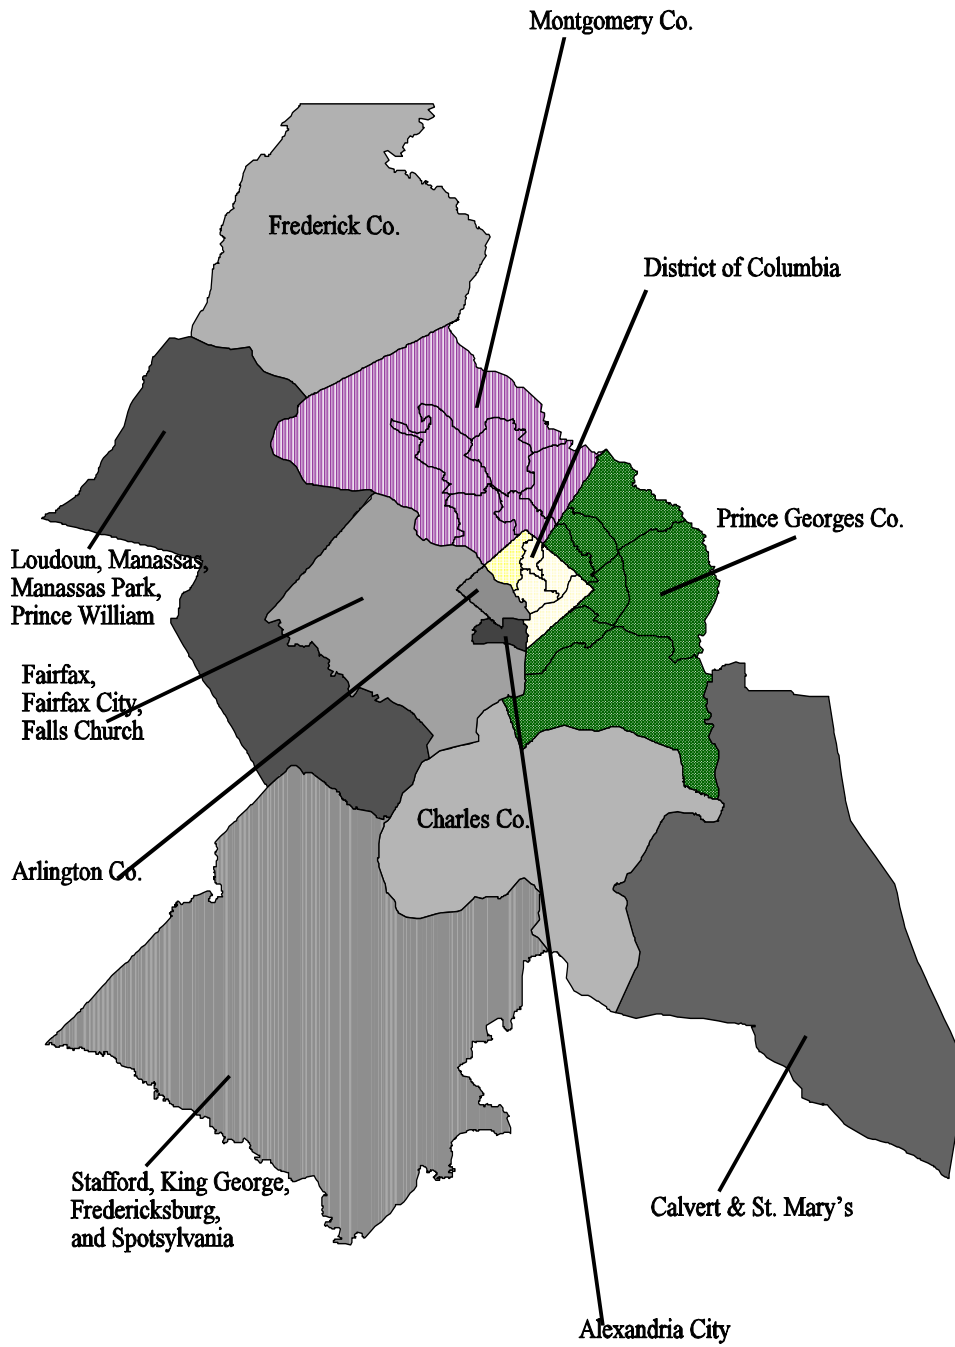 Montgomery Co.
Frederick Co.
District of Columbia
Prince Georges Co.
Loudoun, Manassas,
Manassas Park,
Prince William
Fairfax,
Fairfax City,
Falls Church
Charles Co.
Arlington Co.
Stafford, King George,
Fredericksburg,
and Spotsylvania
Calvert & St. Mary's
Alexandria City